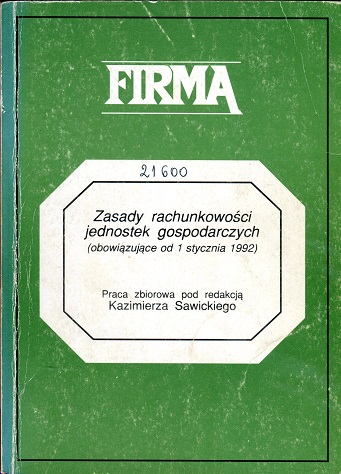 FIRMA
21600
Zasady rachunkowości
jednostek gospodarczych
(obowiązujące od 1 stycznia 1992)
Praca zbiorowa pod redakcją
Kazimierza Sawickiego